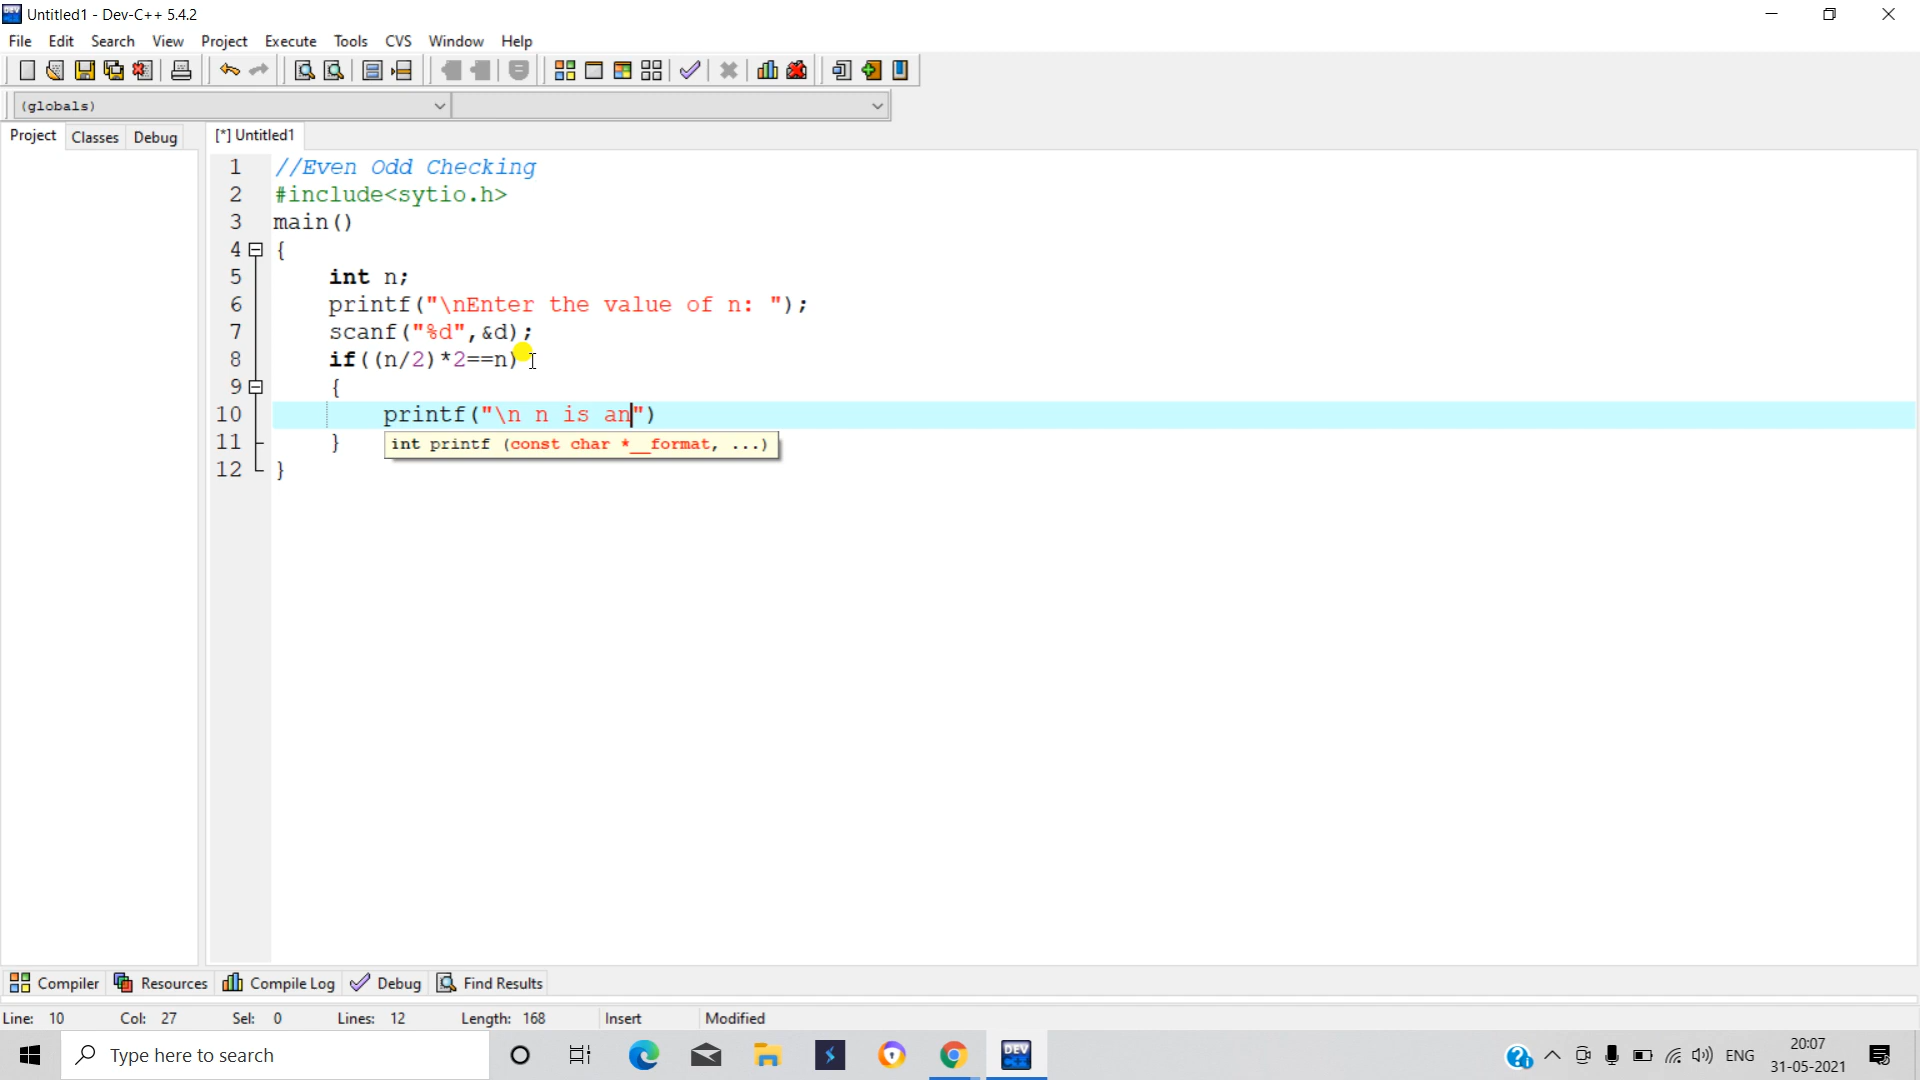 Untitled1 - Dev-C++ 5.4.2
File Edit Search View Project Execute Tools CVS Window Help
(globals)
Project Classes Debug [*] Untitled1
1 //Even Odd Checking
2 #include<sytio.h>
3 main()
4 {
5 int n;
6 printf("\nEnter the value of n: ");
7 scanf("%d",&d);
8 if((n/2)*2==n)
9 {
10 printf("\n n is an")
11 }
int printf (const char *__format, ...)
12 }
Compiler Resources Compile Log Debug Find Results
Line: 10 Col: 27 Sel: 0 Lines: 12 Length: 168 Insert Modified
Type here to search
DEV
ENG
20:07
31-05-2021